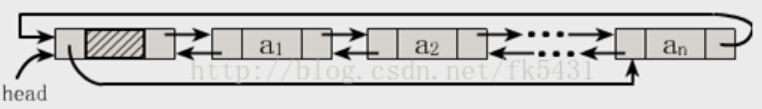 a1 a2 an
http://blog.csdn.net/fk5431
head